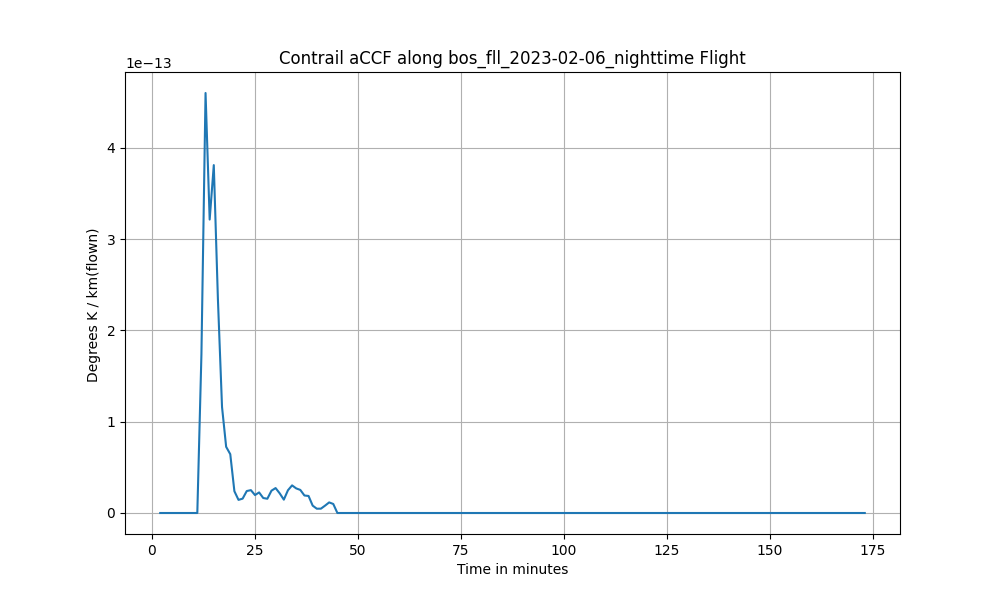 Contrail aCCF along bos_fll_2023-02-06_nighttime Flight
1e−13
4
3
2
1
0
Degrees K / km(flown)
0 25 50 75 100 125 150 175
Time in minutes